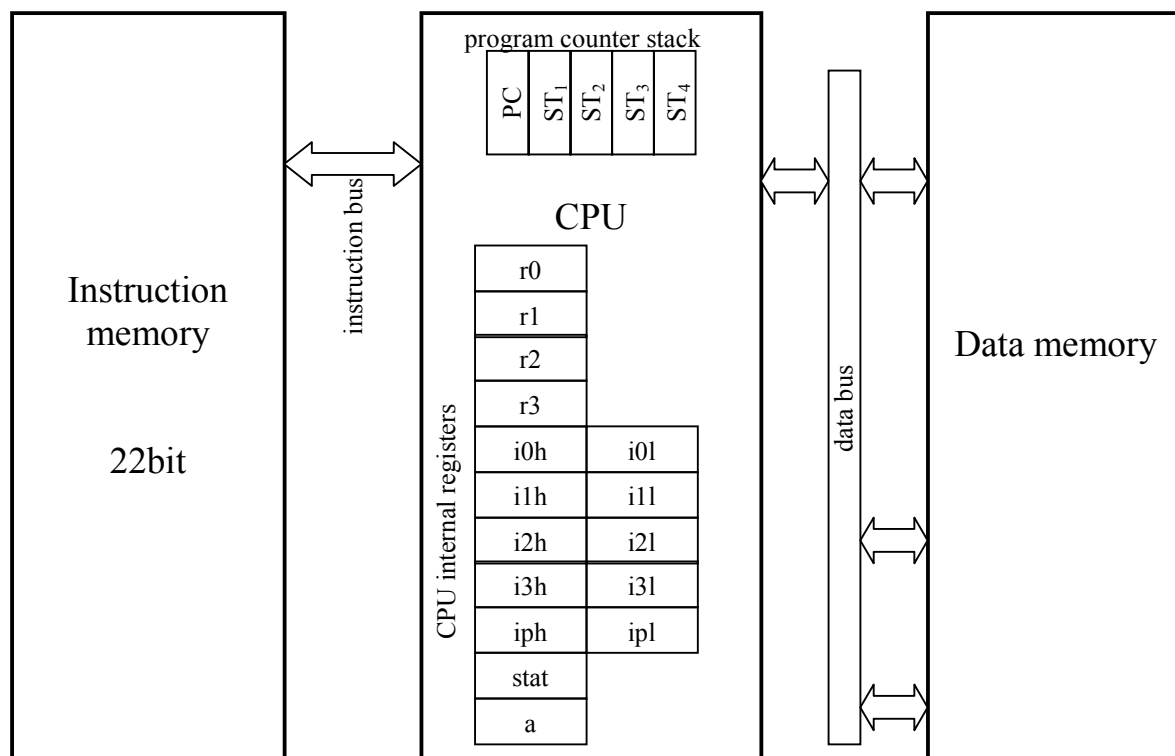 program counter stack
PC
ST1
ST2
ST3
ST4
instruction bus
CPU
Instruction
memory
22bit
CPU internal registers
r0
r1
r2
r3
i0h i0l
i1h i1l
i2h i2l
i3h i3l
iph ipl
stat
a
data bus
Data memory